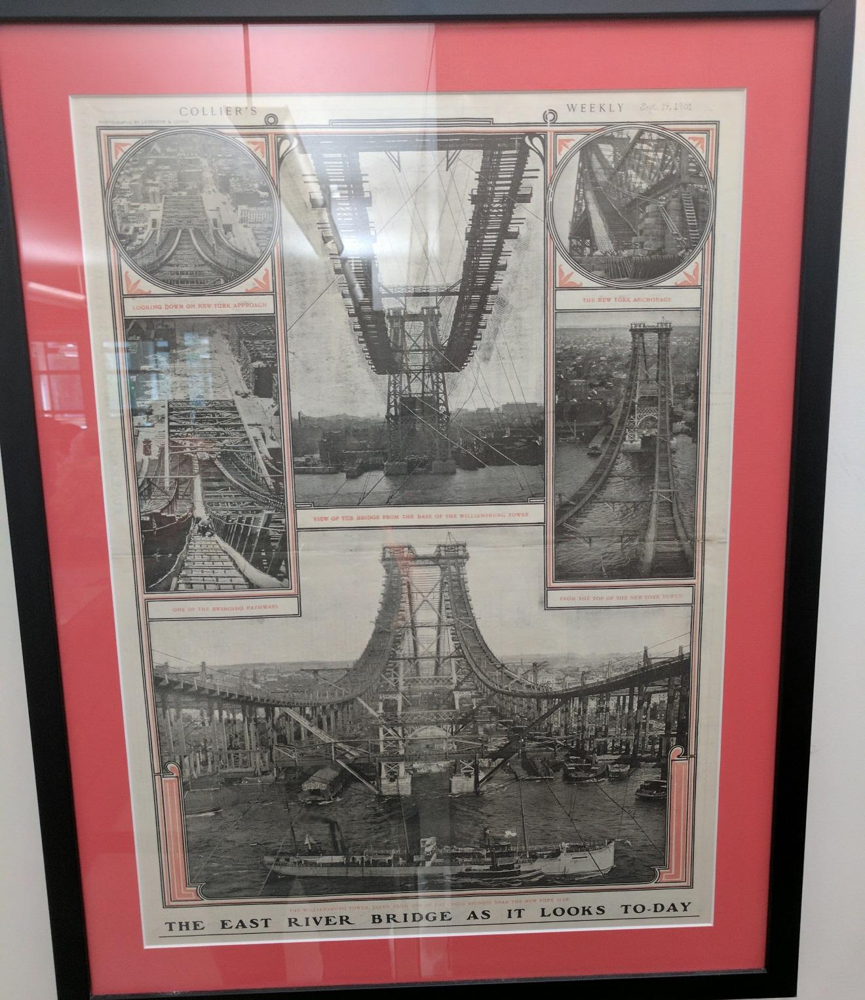 COLLIER'S
WEEKLY
Sept. 14, 1901
PHOTOGRAPHS BY
LOOKING DOWN ON NEW YORK APPROACH
THE NEW YORK ANCHORAGE
VIEW OF THE BRIDGE FROM THE BASE OF THE WILLIAMSBURG TOWER
ONE OF THE SWINGING PATHWAYS
FROM THE TOP OF THE NEW YORK TOWER
THE WILLIAMSBURG TOWER, TAKEN FROM ONE OF THE CROSS BRIDGES NEAR THE NEW YORK SIDE
THE EAST RIVER BRIDGE AS IT LOOKS TO-DAY